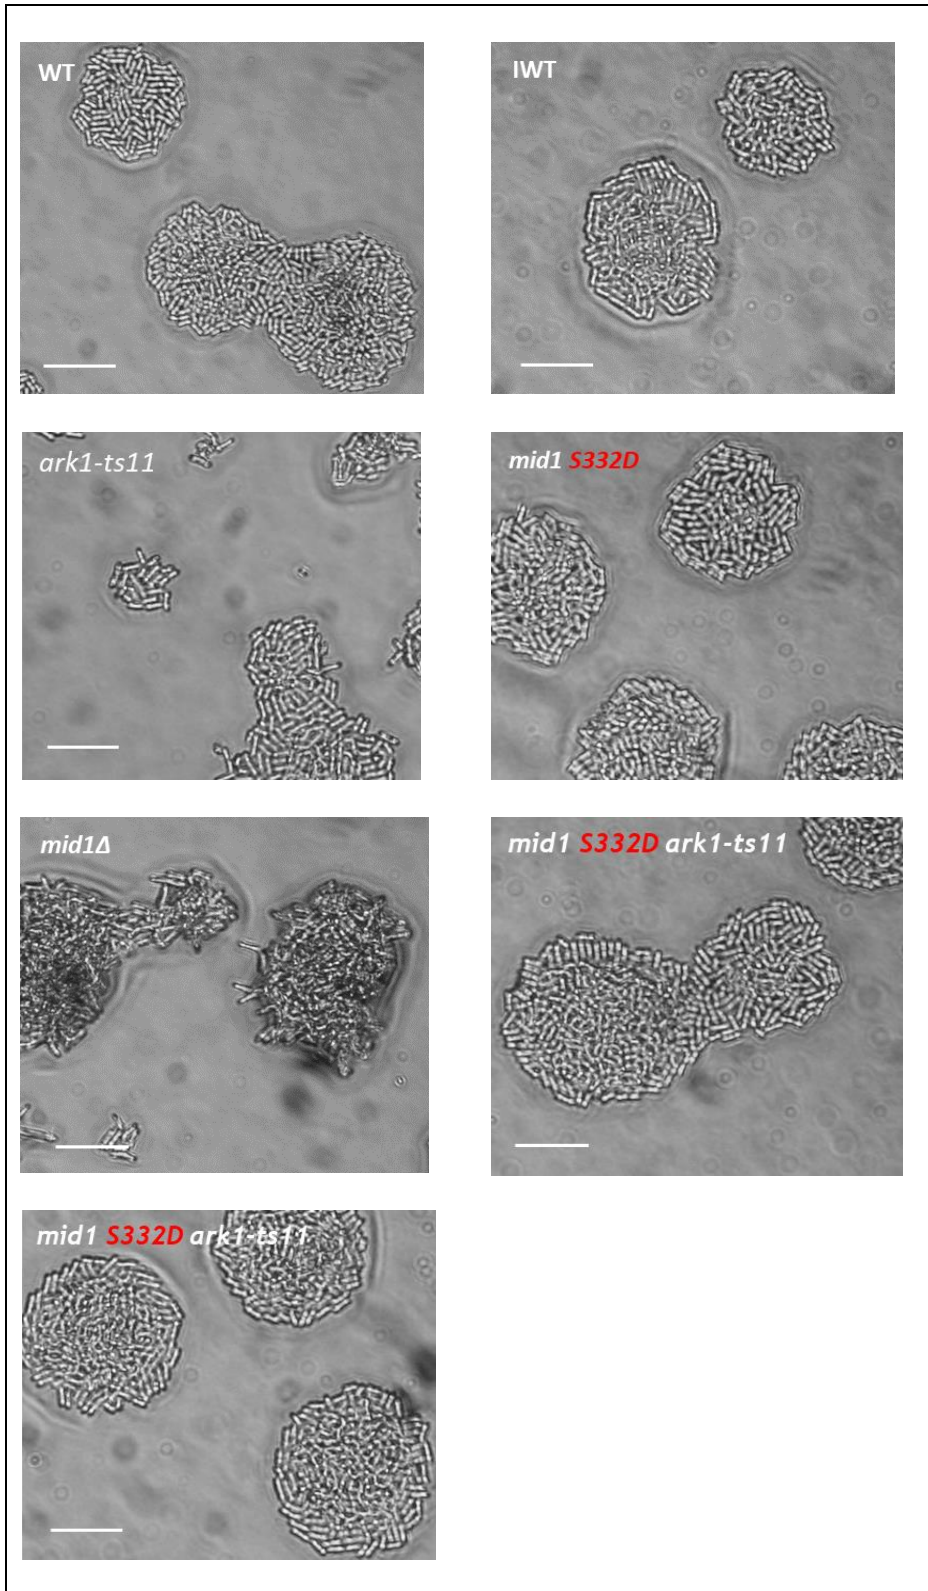 WT
IWT
ark1-ts11
mid1 S332D
mid1Δ
mid1 S332D ark1-ts11
mid1 S332D ark1-ts11